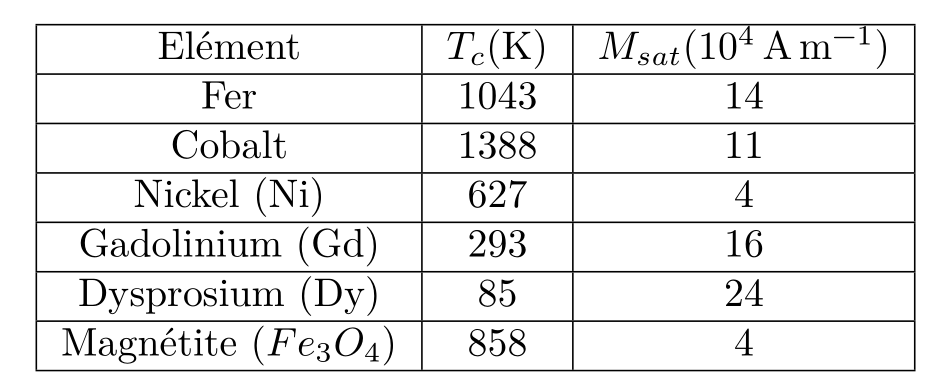 Elément T_c(K) M_{sat}(10^4 A m^{−1})
Fer 1043 14
Cobalt 1388 11
Nickel (Ni) 627 4
Gadolinium (Gd) 293 16
Dysprosium (Dy) 85 24
Magnétite (Fe_3O_4) 858 4